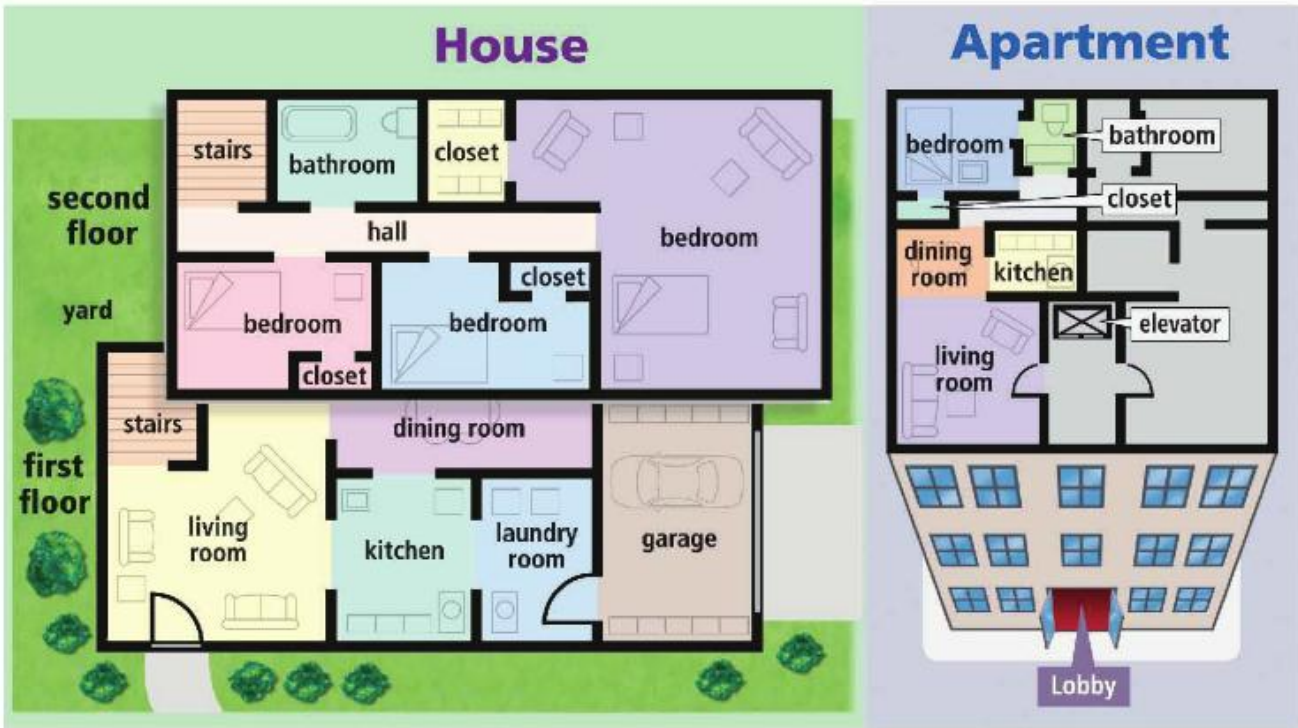 House
stairs
bathroom
closet
second
floor
hall
bedroom
closet
yard
bedroom
bedroom
closet
stairs
dining room
first
floor
living
room
kitchen
laundry
room
garage
Apartment
bedroom
bathroom
closet
dining
room
kitchen
elevator
living
room
Lobby